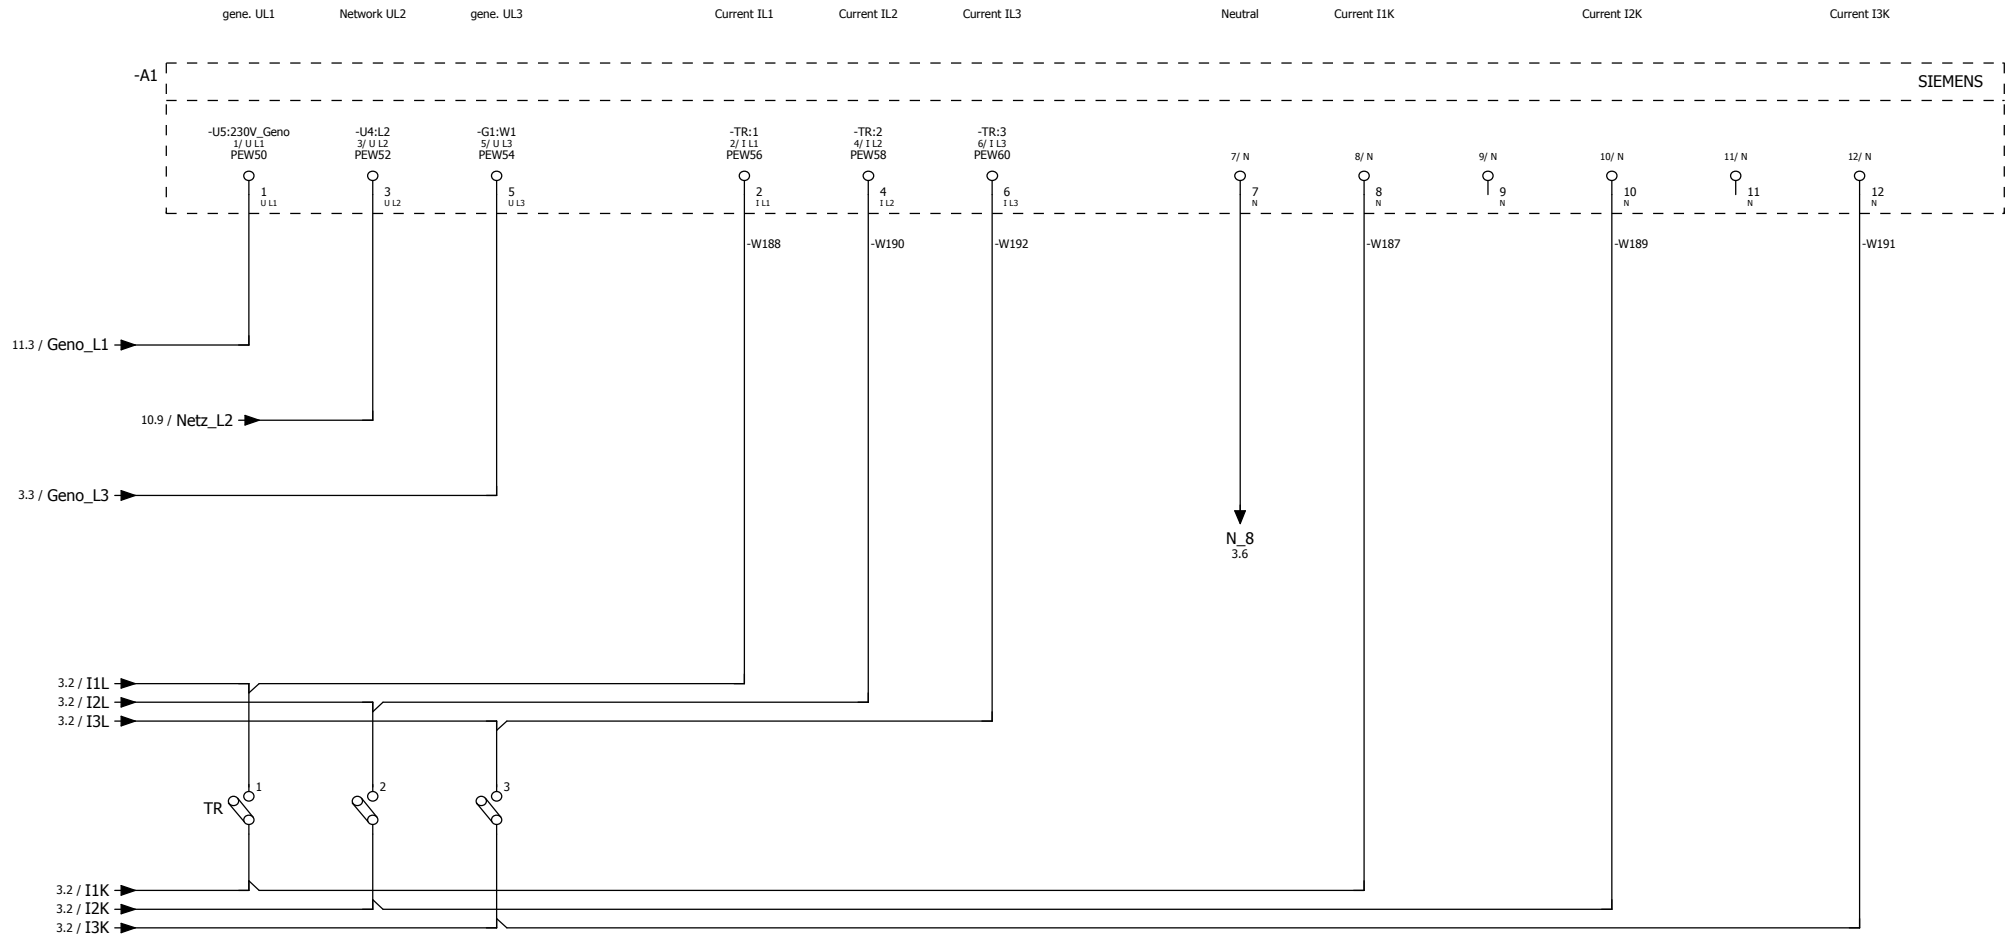 gene. UL1 Network UL2 gene. UL3 Current IL1 Current IL2 Current IL3 Neutral Current I1K Current I2K Current I3K
-A1 SIEMENS
-U5:230V_Geno -U4:L2 -G1:W1 -TR:1 -TR:2 -TR:3
1/ U L1 3/ U L2 5/ U L3 2/ I L1 4/ I L2 6/ I L3
PEW50 PEW52 PEW54 PEW56 PEW58 PEW60 7/ N 8/ N 9/ N 10/ N 11/ N 12/ N
1 3 5 2 4 6 7 8 9 10 11 12
U L1 U L2 U L3 I L1 I L2 I L3 N N N N N N
-W188 -W190 -W192 -W187 -W189 -W191
11.3 / Geno_L1
10.9 / Netz_L2
3.3 / Geno_L3
N_8
3.6
3.2 / I1L
3.2 / I2L
3.2 / I3L
1 2 3
TR
3.2 / I1K
3.2 / I2K
3.2 / I3K